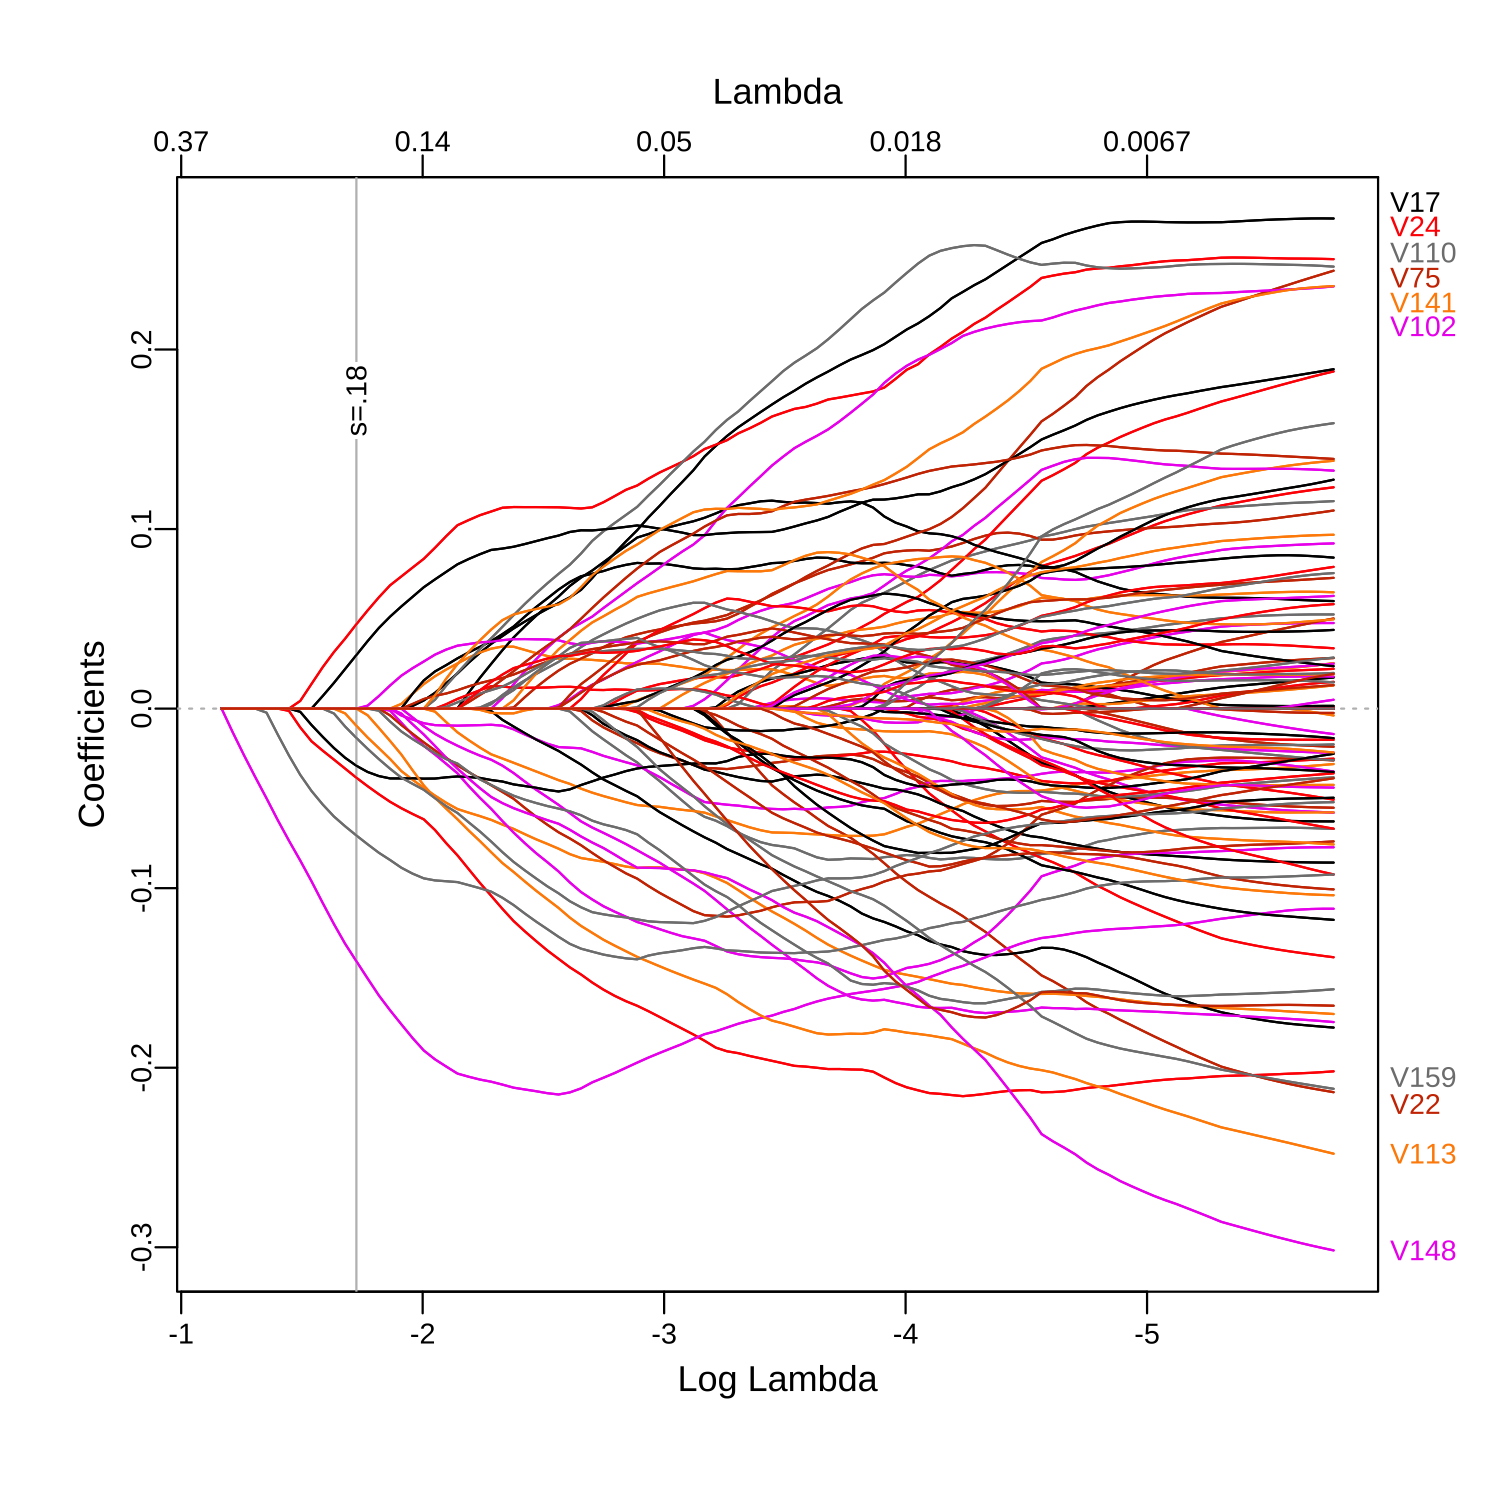 Lambda
0.37 0.14 0.05 0.018 0.0067
V17
V24
V110
V75
V141
V102
s=.18
Coefficients
0.2
0.1
0.0
-0.1
-0.2
-0.3
V159
V22
V113
V148
-1 -2 -3 -4 -5
Log Lambda